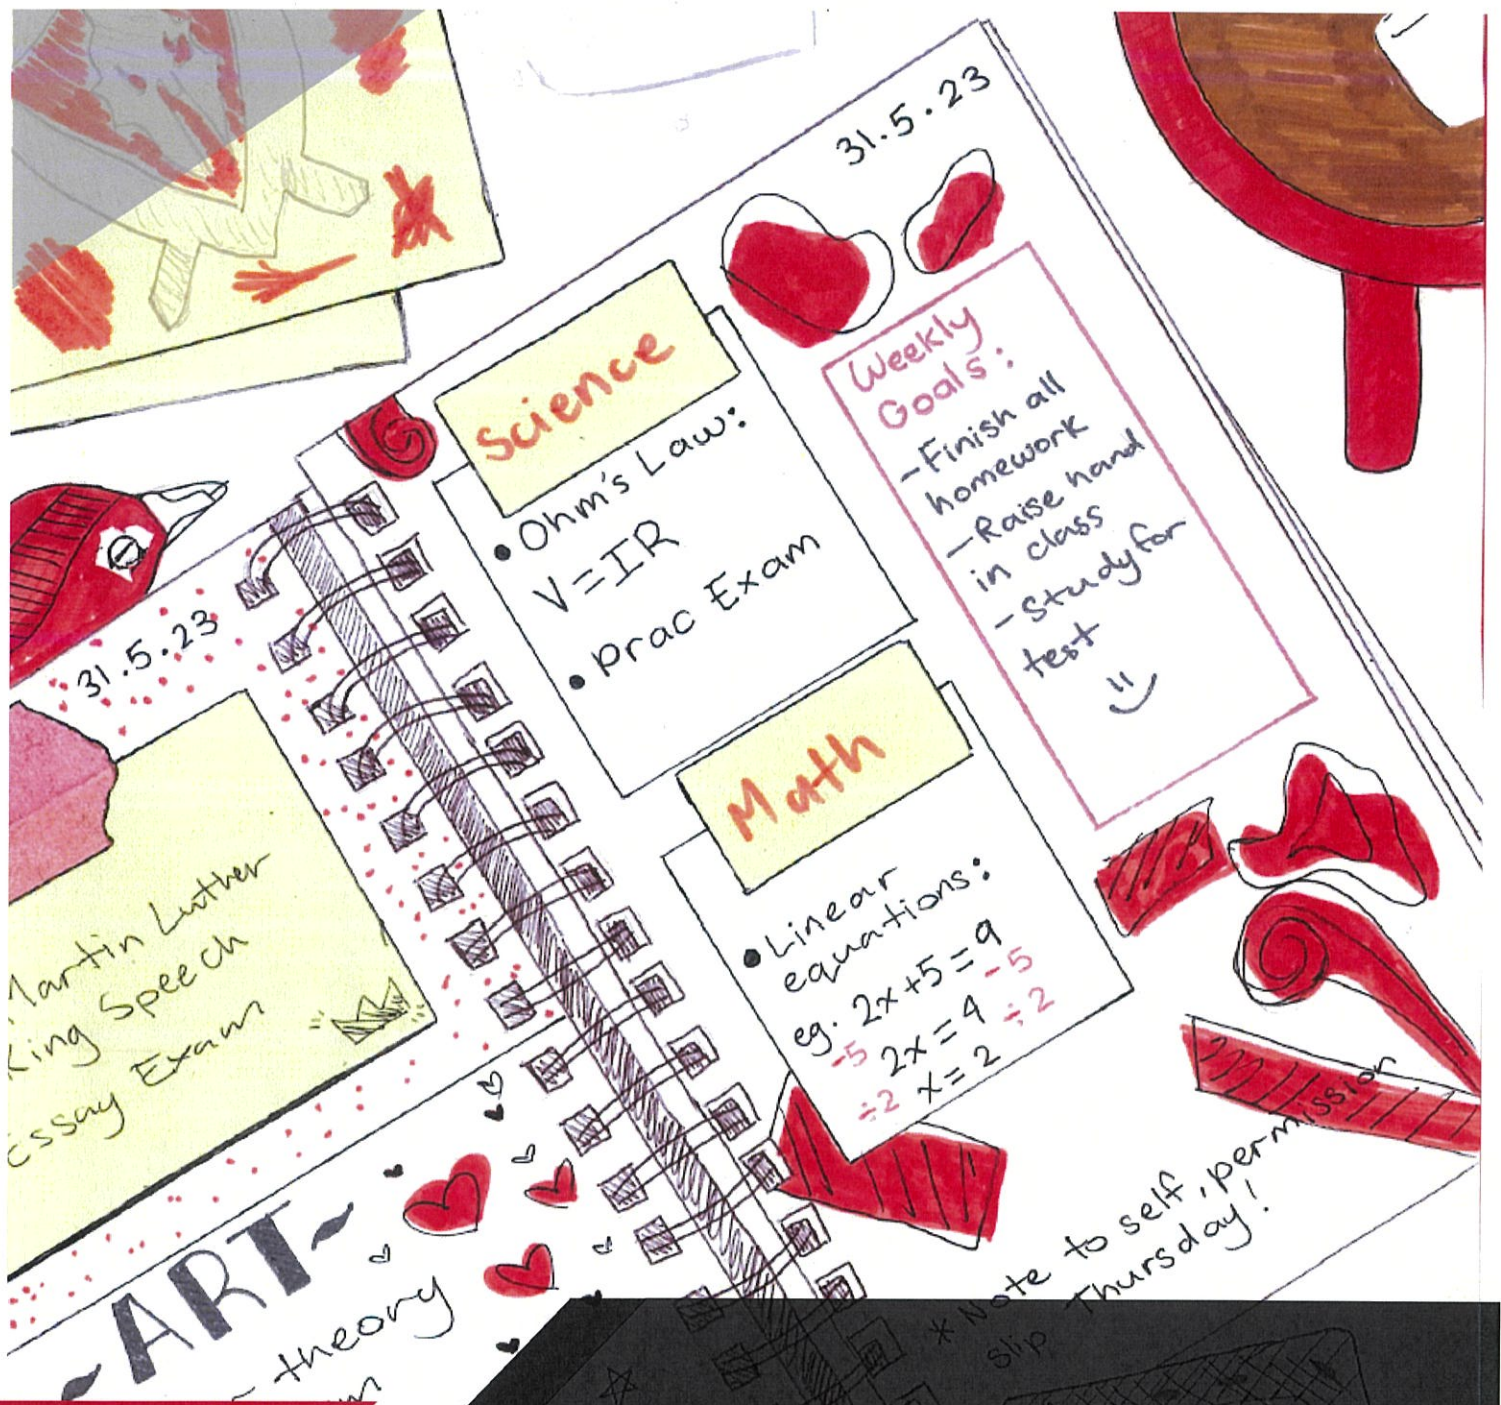 31.5.23
Martin Luther
King Speech
Essay Exam
~ART~
- theory
31.5.23
Science
• Ohm's Law:
V=IR
• Prac Exam
Math
• Linear
equations:
eg. 2x+5=9
-5 -5
2x=4
÷2 ÷2
x=2
Weekly
Goals:
-Finish all
homework
-Raise hand
in class
-Study for
test
* Note to self, permission
slip Thursday!